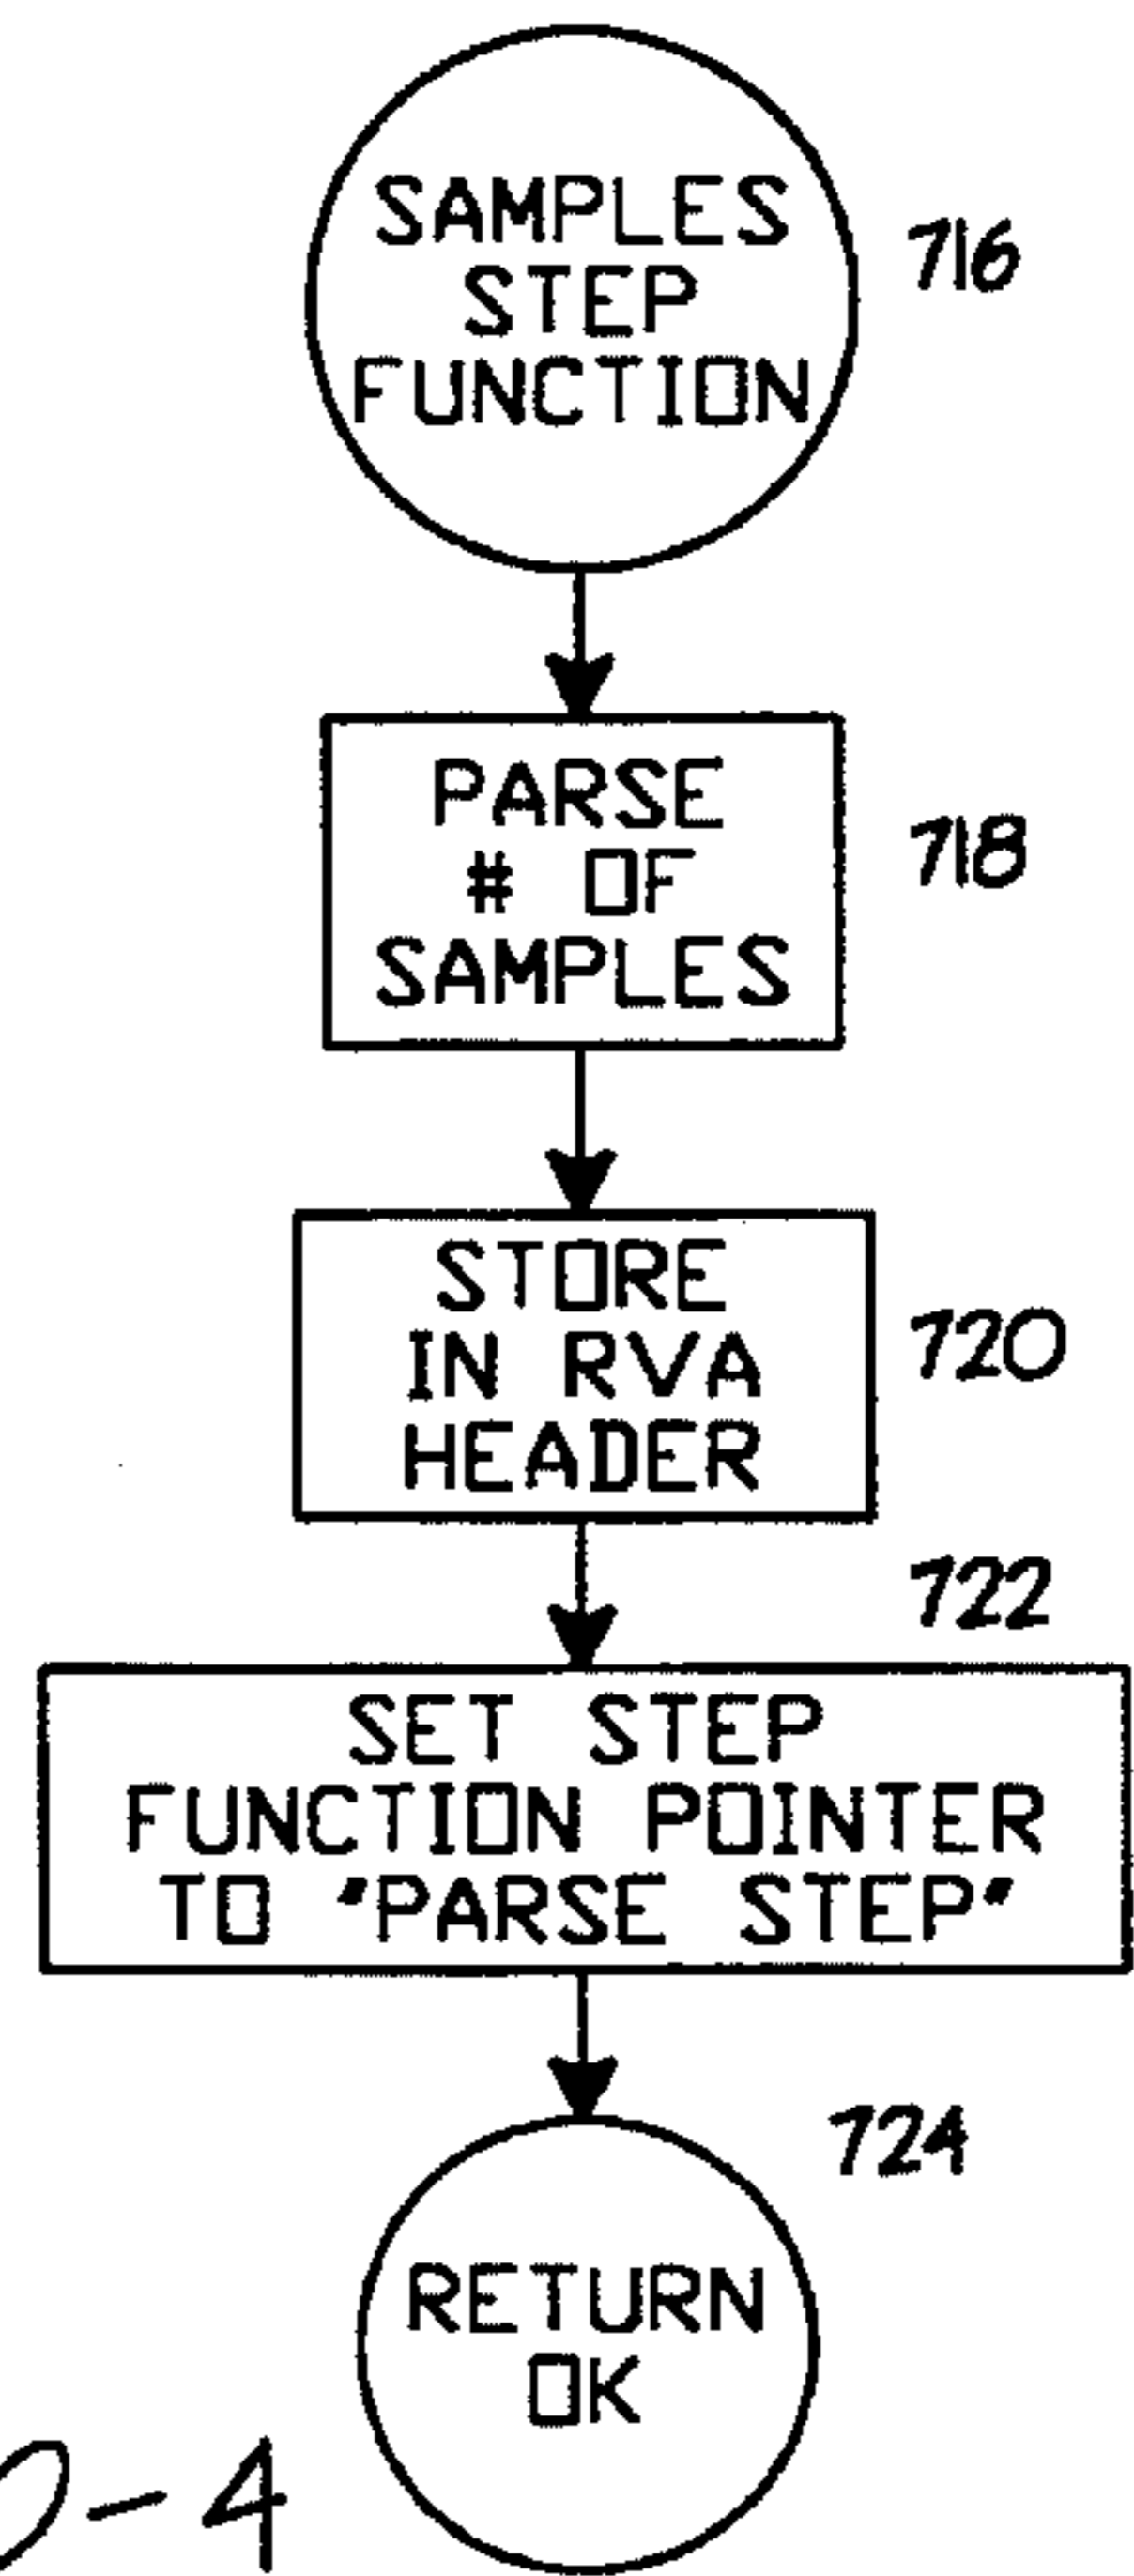 SAMPLES
STEP
FUNCTION
716
PARSE
# OF
SAMPLES
718
STORE
IN RVA
HEADER
720
722
SET STEP
FUNCTION POINTER
TO "PARSE STEP"
724
RETURN
OK
-4